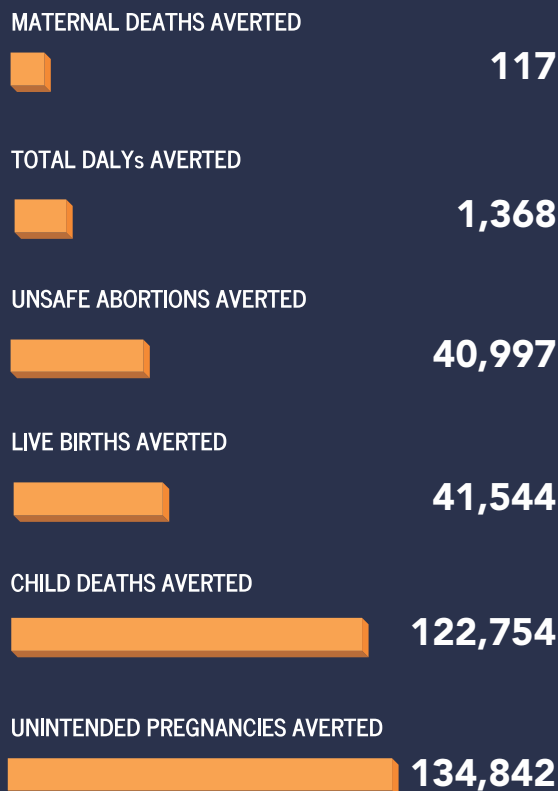 MATERNAL DEATHS AVERTED
117
TOTAL DALYs AVERTED
1,368
UNSAFE ABORTIONS AVERTED
40,997
LIVE BIRTHS AVERTED
41,544
CHILD DEATHS AVERTED
122,754
UNINTENDED PREGNANCIES AVERTED
134,842